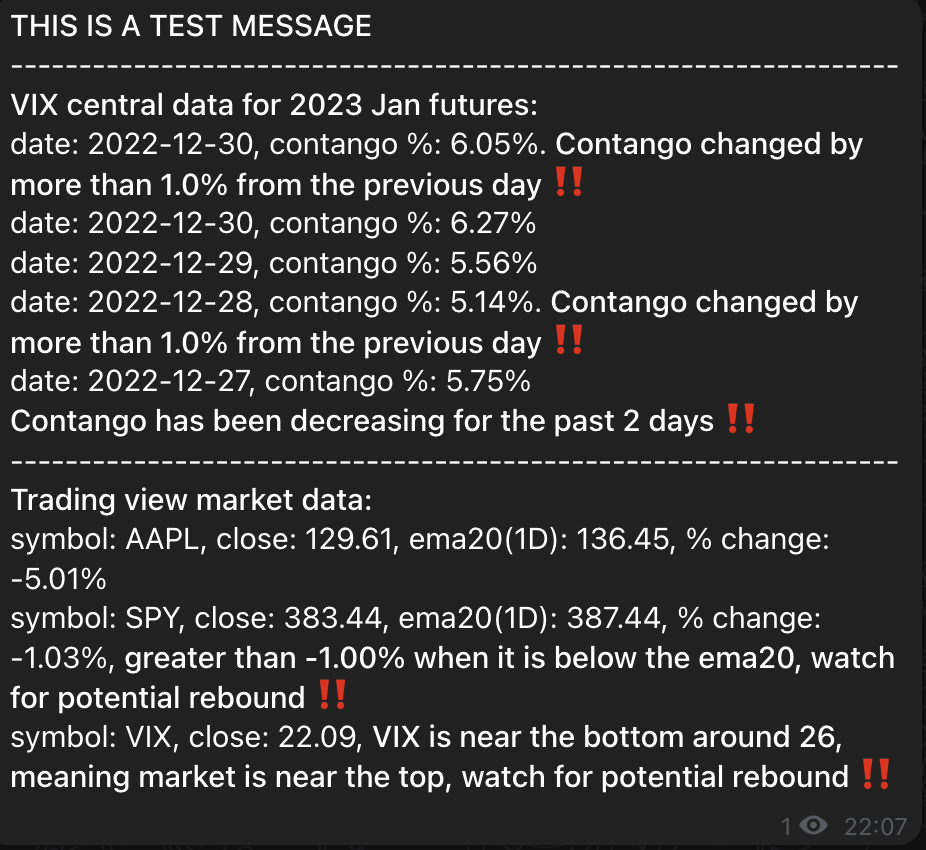 THIS IS A TEST MESSAGE
-----------------------------------------------------------------
VIX central data for 2023 Jan futures:
date: 2022-12-30, contango %: 6.05%. Contango changed by
more than 1.0% from the previous day ‼️
date: 2022-12-30, contango %: 6.27%
date: 2022-12-29, contango %: 5.56%
date: 2022-12-28, contango %: 5.14%. Contango changed by
more than 1.0% from the previous day ‼️
date: 2022-12-27, contango %: 5.75%
Contango has been decreasing for the past 2 days ‼️
-----------------------------------------------------------------
Trading view market data:
symbol: AAPL, close: 129.61, ema20(1D): 136.45, % change:
-5.01%
symbol: SPY, close: 383.44, ema20(1D): 387.44, % change:
-1.03%, greater than -1.00% when it is below the ema20, watch
for potential rebound ‼️
symbol: VIX, close: 22.09, VIX is near the bottom around 26,
meaning market is near the top, watch for potential rebound ‼️
1 22:07